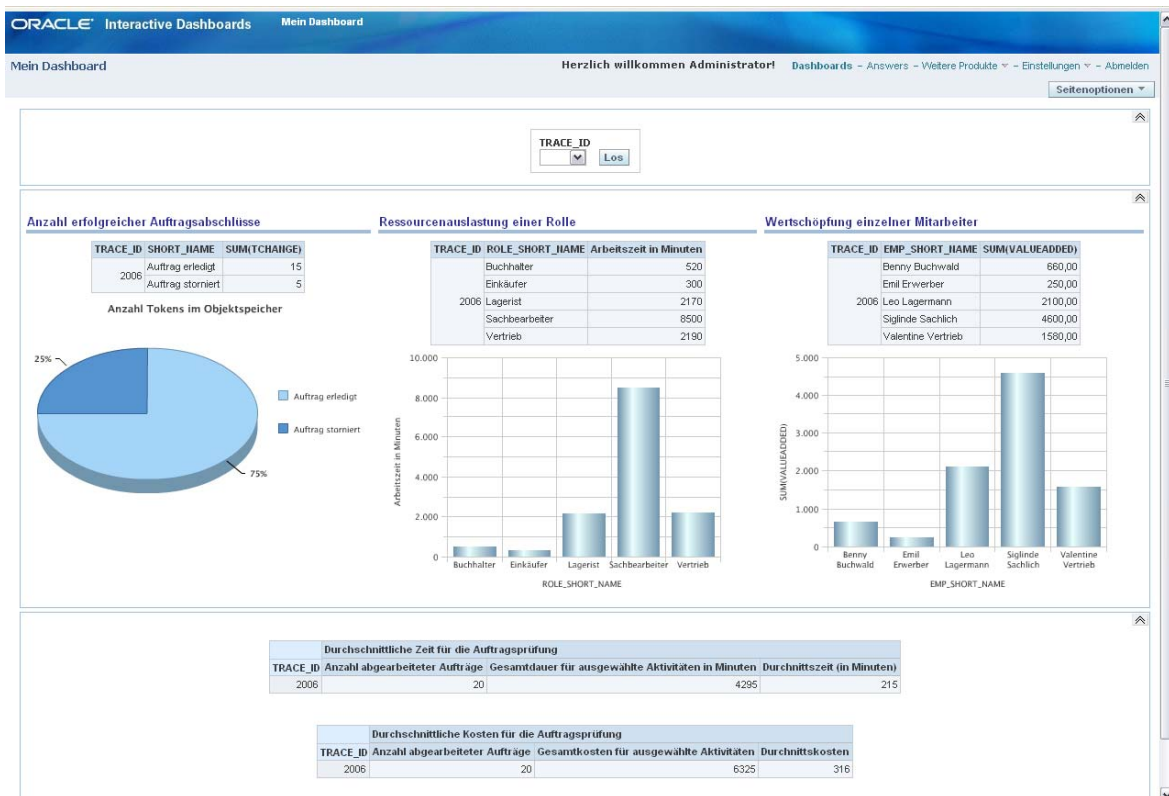 ORACLE Interactive Dashboards Mein Dashboard
Mein Dashboard Herzlich willkommen Administrator! Dashboards - Answers - Weitere Produkte - Einstellungen - Abmelden
Seitenoptionen
TRACE_ID
Los
Anzahl erfolgreicher Auftragsabschlüsse
TRACE_ID SHORT_NAME SUM(TCHANGE)
2006
Auftrag erledigt 15
Auftrag storniert 5
Anzahl Tokens im Objektspeicher
25%
75%
Auftrag erledigt
Auftrag storniert
Ressourcenauslastung einer Rolle
TRACE_ID ROLE_SHORT_NAME Arbeitszeit in Minuten
Buchhalter 520
Einkäufer 300
2006 Lagerist 2170
Sachbearbeiter 8500
Vertrieb 2190
10.000
8.000
6.000
4.000
2.000
0
Arbeitszeit in Minuten
Buchhalter Einkäufer Lagerist Sachbearbeiter Vertrieb
ROLE_SHORT_NAME
Wertschöpfung einzelner Mitarbeiter
TRACE_ID EMP_SHORT_NAME SUM(VALUEADDED)
Benny Buchwald 660,00
Emil Erwerber 250,00
2006 Leo Lagermann 2100,00
Siglinde Sachlich 4600,00
Valentine Vertrieb 1580,00
5.000
4.000
3.000
2.000
1.000
0
SUM(VALUEADDED)
Benny Emil Leo Siglinde Valentine
Buchwald Erwerber Lagermann Sachlich Vertrieb
EMP_SHORT_NAME
Durchschnittliche Zeit für die Auftragsprüfung
TRACE_ID Anzahl abgearbeiteter Aufträge Gesamtdauer für ausgewählte Aktivitäten in Minuten Durchnittszeit (in Minuten)
2006 20 4295 215
Durchschnittliche Kosten für die Auftragsprüfung
TRACE_ID Anzahl abgearbeiteter Aufträge Gesamtkosten für ausgewählte Aktivitäten Durchnittskosten
2006 20 6325 316